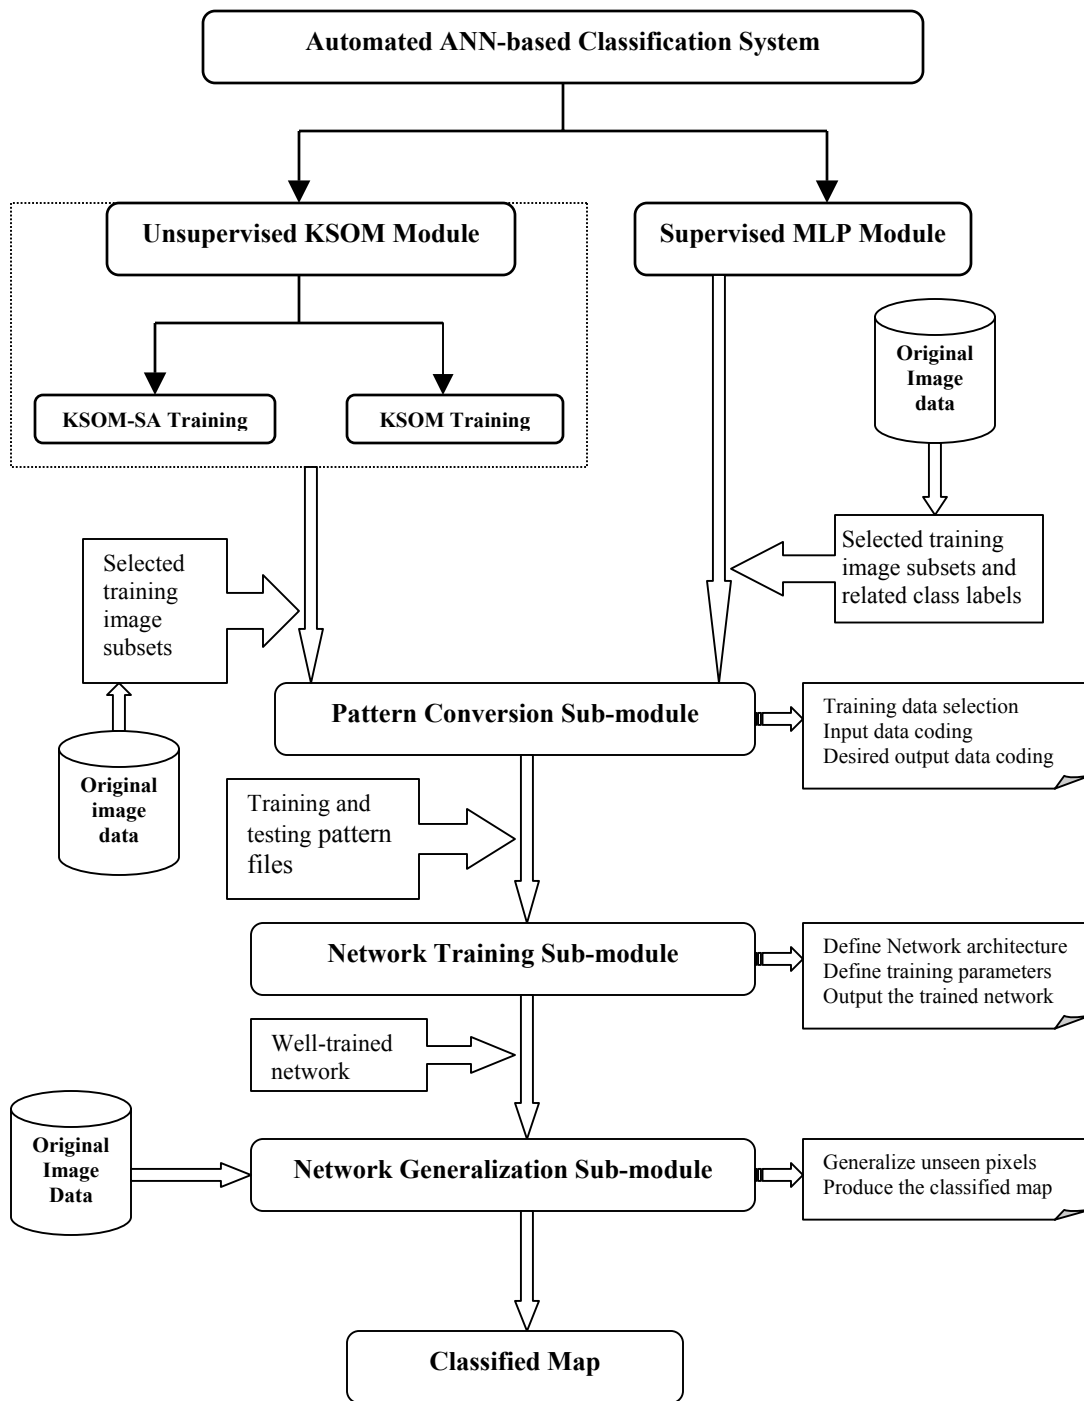 Automated ANN-based Classification System
Unsupervised KSOM Module
Supervised MLP Module
Original
Image
data
KSOM-SA Training
KSOM Training
Selected
training
image
subsets
Selected training
image subsets and
related class labels
Original
image
data
Pattern Conversion Sub-module
Training data selection
Input data coding
Desired output data coding
Training and
testing pattern
files
Network Training Sub-module
Define Network architecture
Define training parameters
Output the trained network
Well-trained
network
Original
Image
Data
Network Generalization Sub-module
Generalize unseen pixels
Produce the classified map
Classified Map